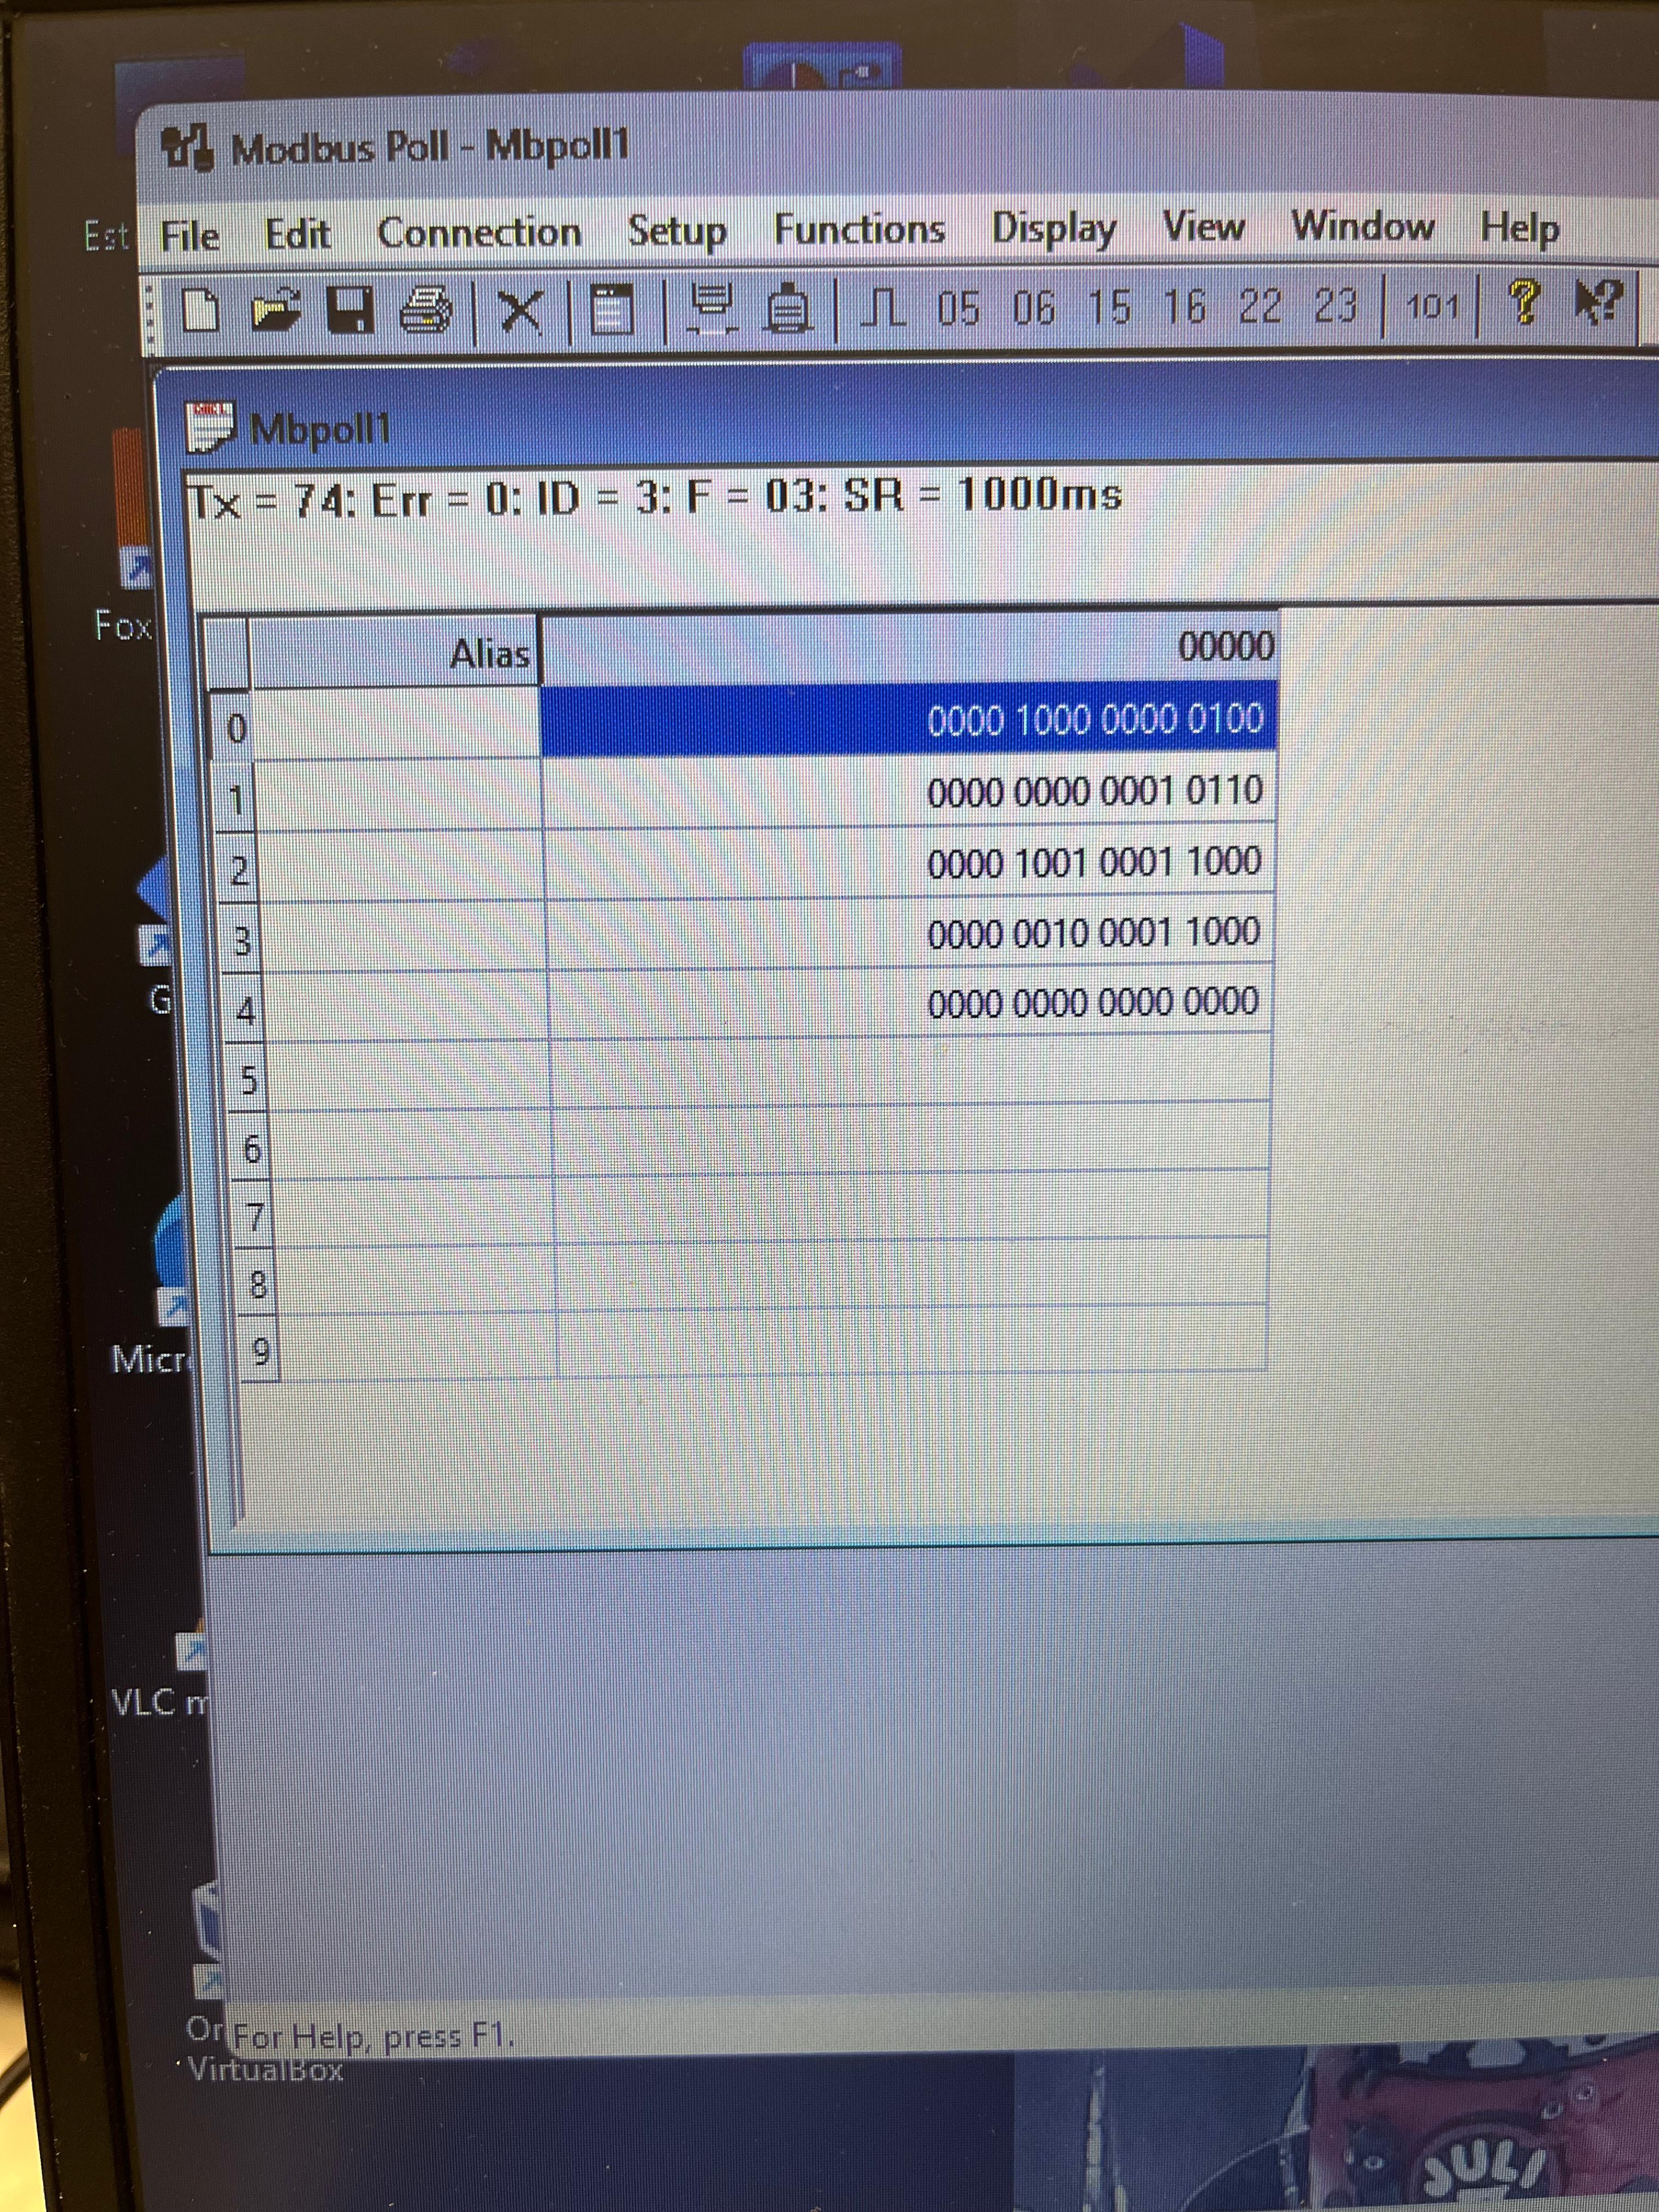 Modbus Poll - Mbpoll1
Est
File Edit Connection Setup Functions Display View Window Help
05 06 15 16 22 23 101
Mbpoll1
Tx = 74: Err = 0: ID = 3: F = 03: SR = 1000ms
Fox
Alias 00000
0 0000 1000 0000 0100
1 0000 0000 0001 0110
2 0000 1001 0001 1000
3 0000 0010 0001 1000
G
4 0000 0000 0000 0000
5
6
7
8
Micr
9
VLC m
Or
For Help, press F1.
VirtualBox
JULI